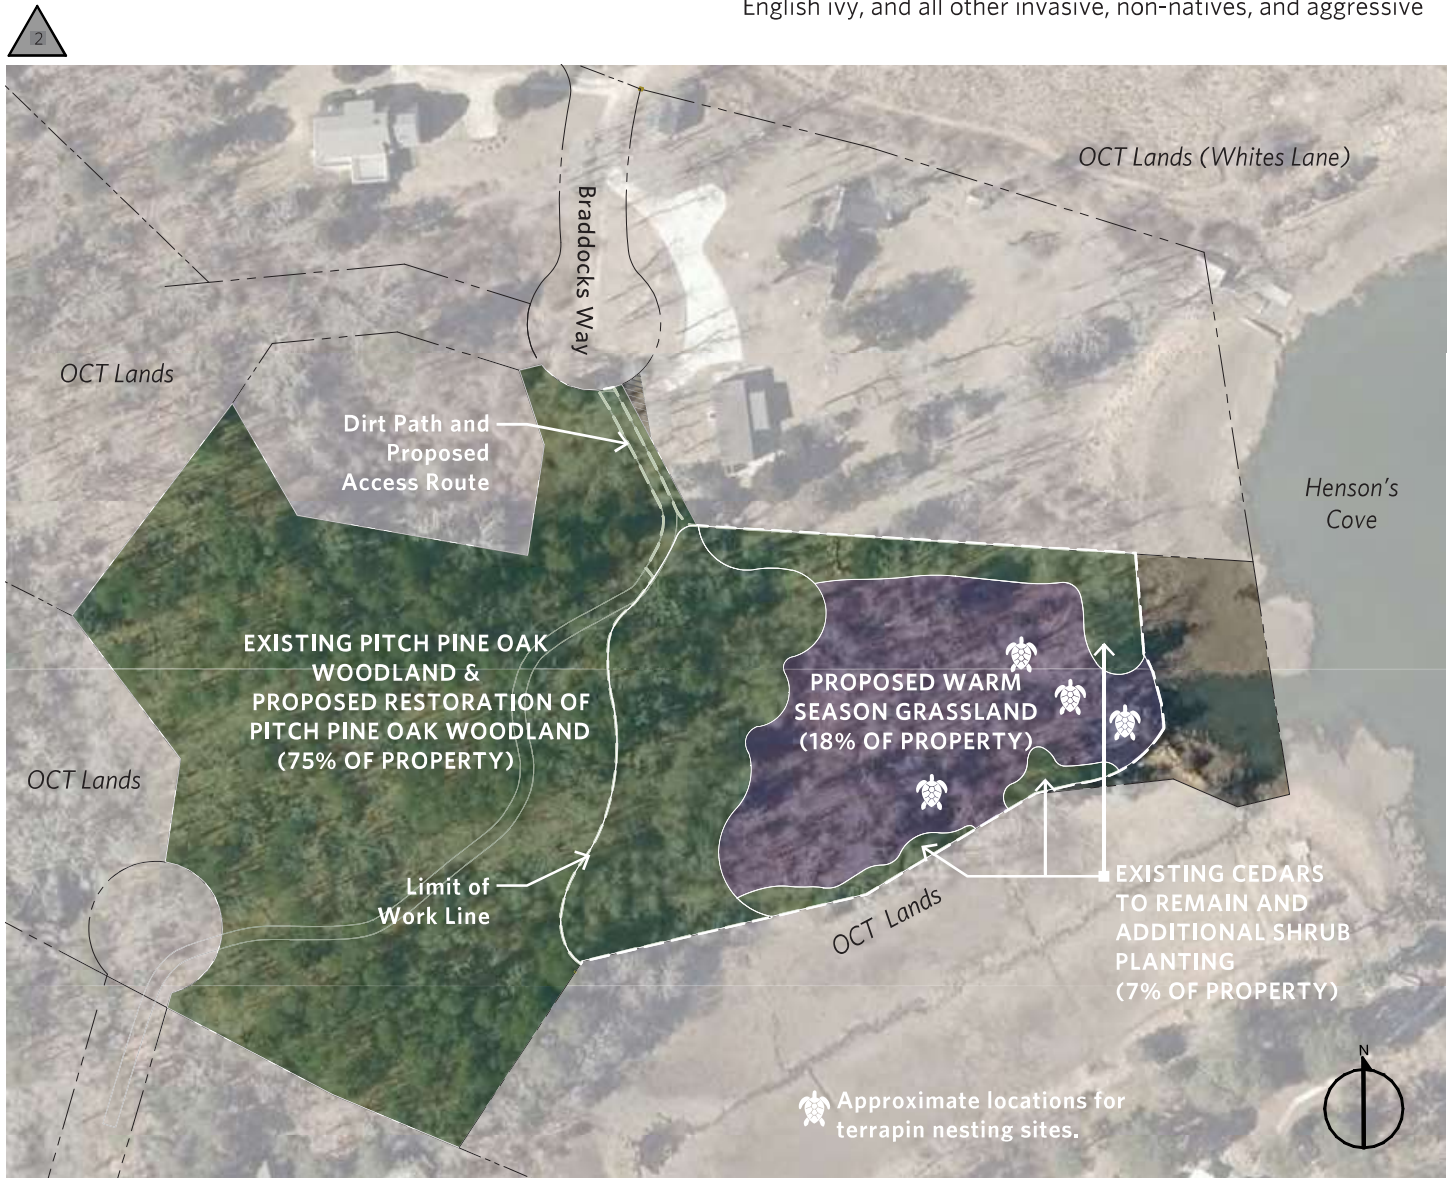 English ivy, and all other invasive, non-natives, and aggressive
2
OCT Lands (Whites Lane)
Braddocks Way
OCT Lands
Dirt Path and
Proposed
Access Route
Henson's
Cove
EXISTING PITCH PINE OAK
WOODLAND &
PROPOSED RESTORATION OF
PITCH PINE OAK WOODLAND
(75% OF PROPERTY)
PROPOSED WARM
SEASON GRASSLAND
(18% OF PROPERTY)
OCT Lands
Limit of
Work Line
OCT Lands
EXISTING CEDARS
TO REMAIN AND
ADDITIONAL SHRUB
PLANTING
(7% OF PROPERTY)
N
Approximate locations for
terrapin nesting sites.